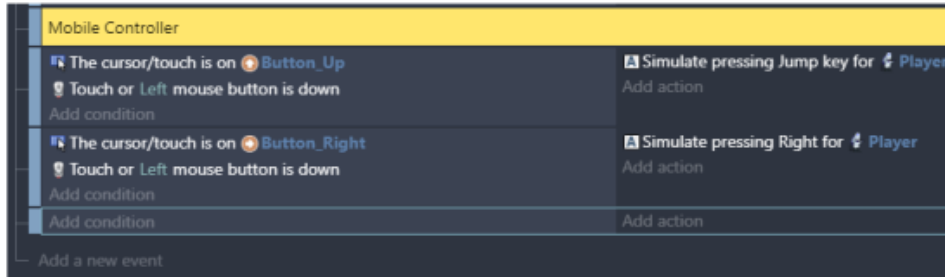 Mobile Controller
The cursor/touch is on Button_Up
Simulate pressing Jump key for Player
Touch or Left mouse button is down
Add action
Add condition
The cursor/touch is on Button_Right
Simulate pressing Right for Player
Touch or Left mouse button is down
Add action
Add condition
Add condition
Add action
Add a new event